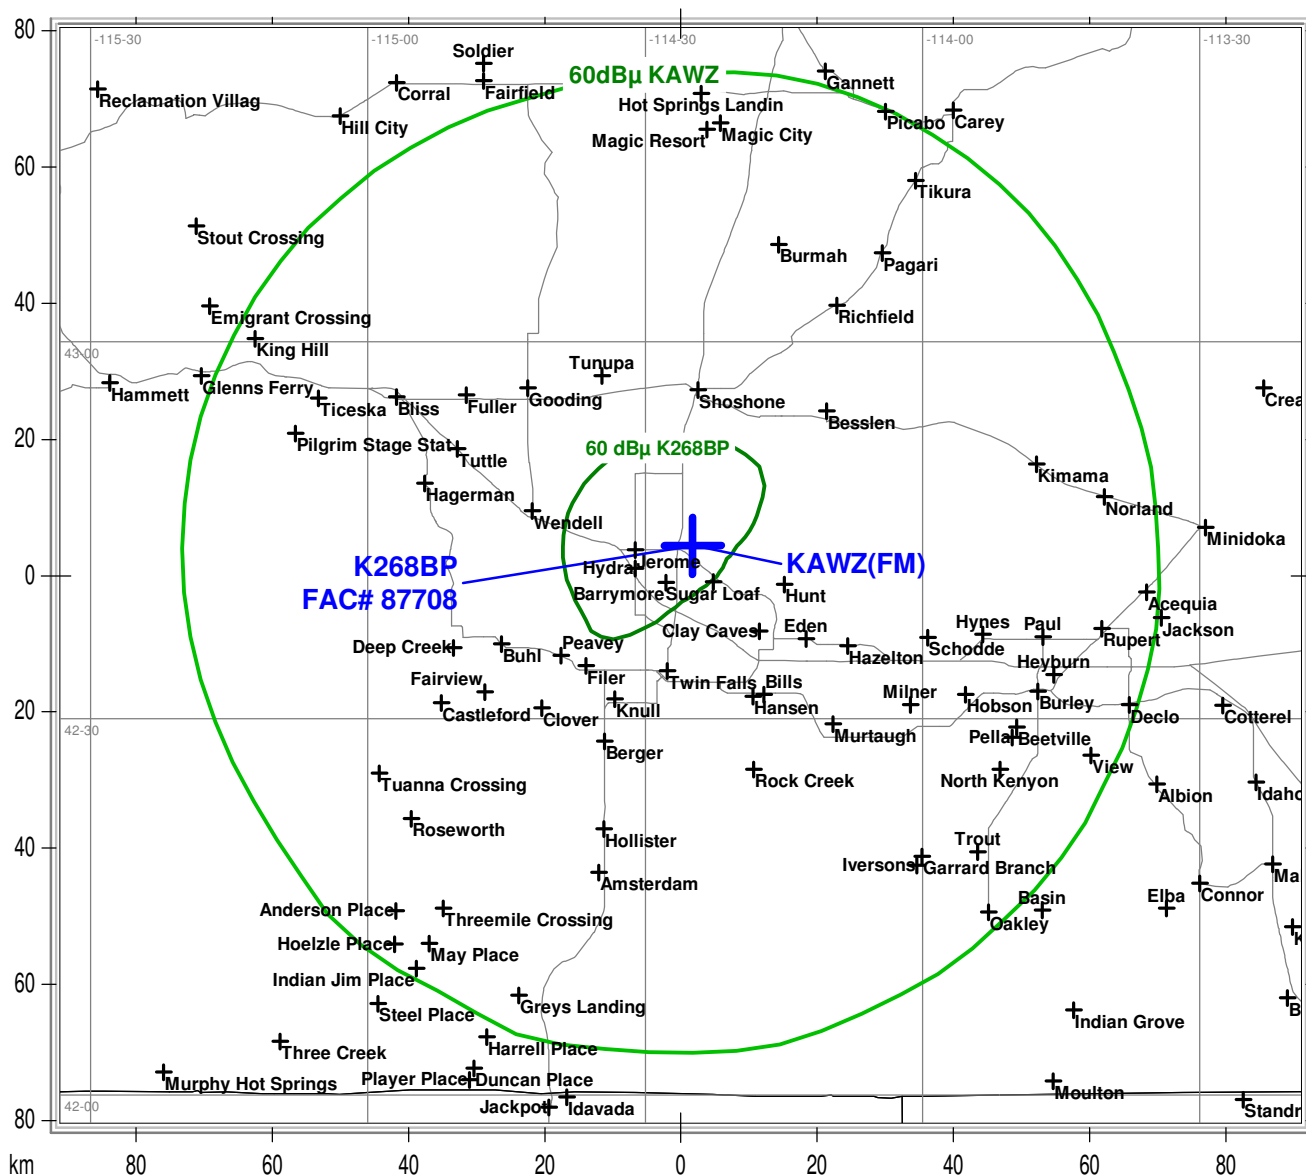 80
-115-30
-115-00
-114-30
-114-00
-113-30
Soldier
60dBµ KAWZ
Gannett
Reclamation Villag
Corral
Fairfield
Hot Springs Landin
Picabo
Carey
Hill City
Magic Resort
Magic City
60
Tikura
Stout Crossing
Burmah
Pagari
40
Emigrant Crossing
Richfield
King Hill
43-00
Tunupa
Hammett
Glenns Ferry
Ticeska
Bliss
Fuller
Gooding
Shoshone
Crea
20
Besslen
Pilgrim Stage Stat
Tuttle
60 dBµ K268BP
Kimama
Hagerman
Norland
Wendell
Minidoka
K268BP
FAC# 87708
Hydra
Jerome
KAWZ(FM)
0
Barrymore
Sugar Loaf
Hunt
Acequia
Clay Caves
Eden
Hynes
Paul
Jackson
Deep Creek
Buhl
Peavey
Hazelton
Schodde
Rupert
Heyburn
Fairview
Filer
Twin Falls
Bills
Milner
20
Castleford
Clover
Knull
Hansen
Hobson
Burley
Declo
Cotterel
42-30
Berger
Murtaugh
Pella
Beetville
View
Tuanna Crossing
Rock Creek
North Kenyon
Albion
Idaho
Roseworth
40
Hollister
Trout
Iversons
Garrard Branch
Ma
Amsterdam
Basin
Elba
Connor
Anderson Place
Threemile Crossing
Oakley
Hoelzle Place
May Place
K
Indian Jim Place
60
Steel Place
Greys Landing
Indian Grove
B
Three Creek
Harrell Place
Murphy Hot Springs
Player Place
Duncan Place
Moulton
42-00
Jackpot
Idavada
Standr
80
km
80
60
40
20
0
20
40
60
80